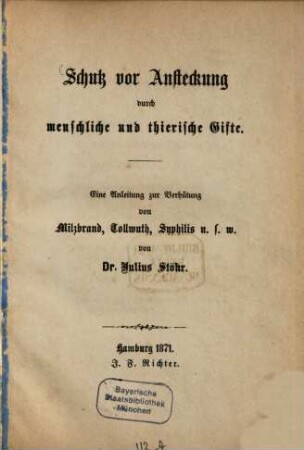 Schutz vor Ansteckung
durch
menschliche und thierische Gifte.
Eine Anleitung zur Verhütung
von
Milzbrand, Tollwuth, Syphilis u. s. w.
von
Dr. Julius Stöhr.
Hamburg 1871.
J. F. Richter.
Bayerische
Staatsbibliothek
München